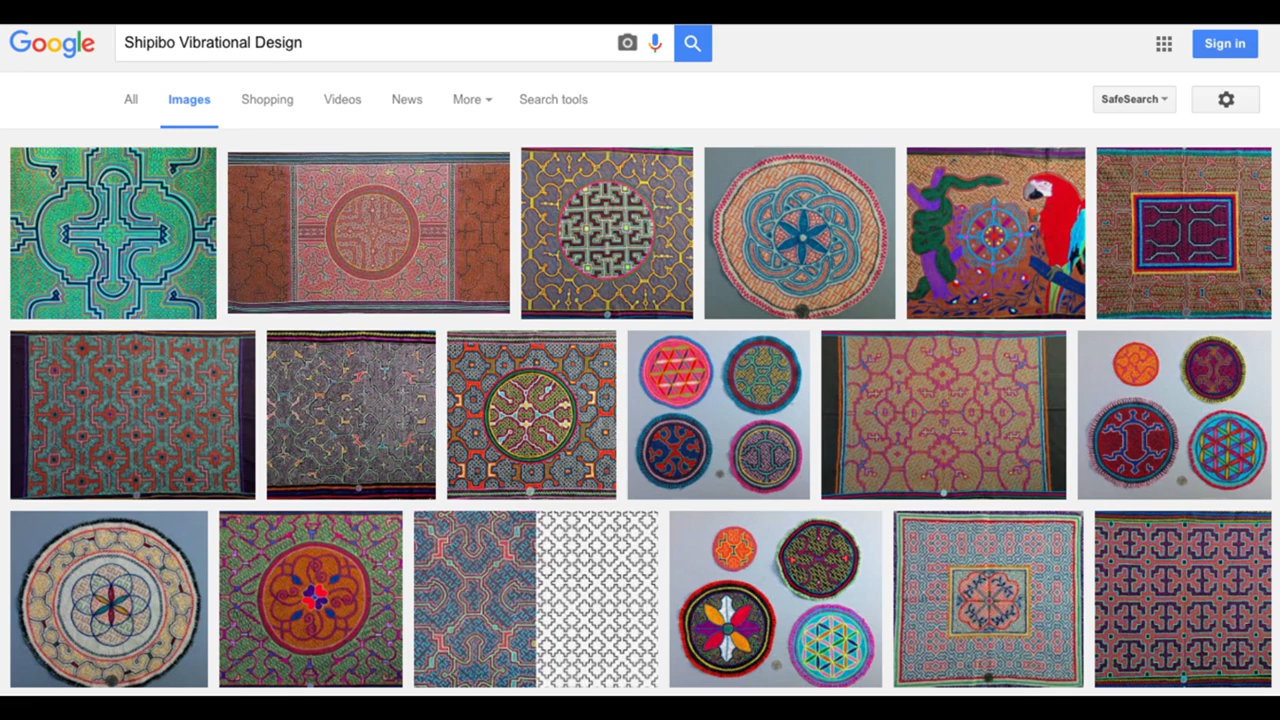 Google
Shipibo Vibrational Design
Sign in
All Images Shopping Videos News More Search tools
SafeSearch